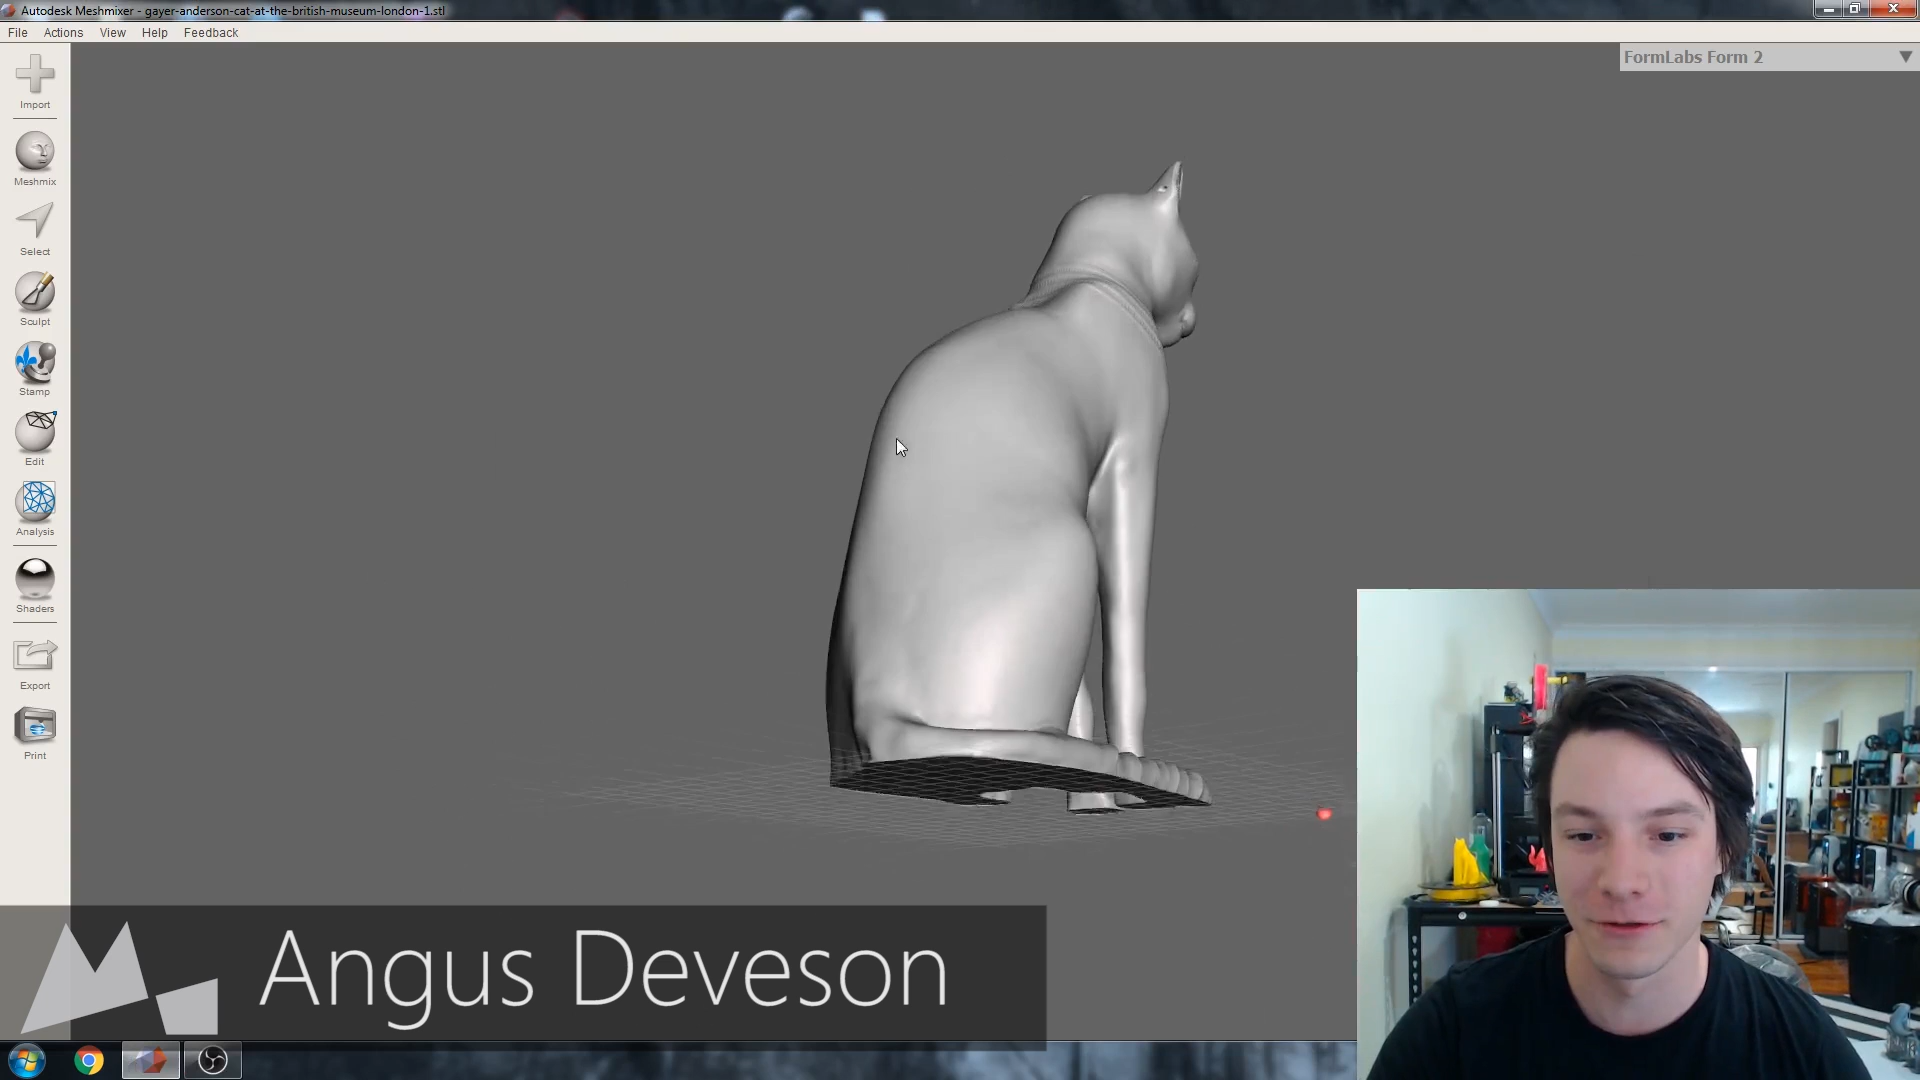 Autodesk Meshmixer - gayer-anderson-cat-at-the-british-museum-london-1.stl
File Actions View Help Feedback
FormLabs Form 2
Import
Meshmix
Select
Sculpt
Stamp
Edit
Analysis
Shaders
Export
Print
Angus Deveson